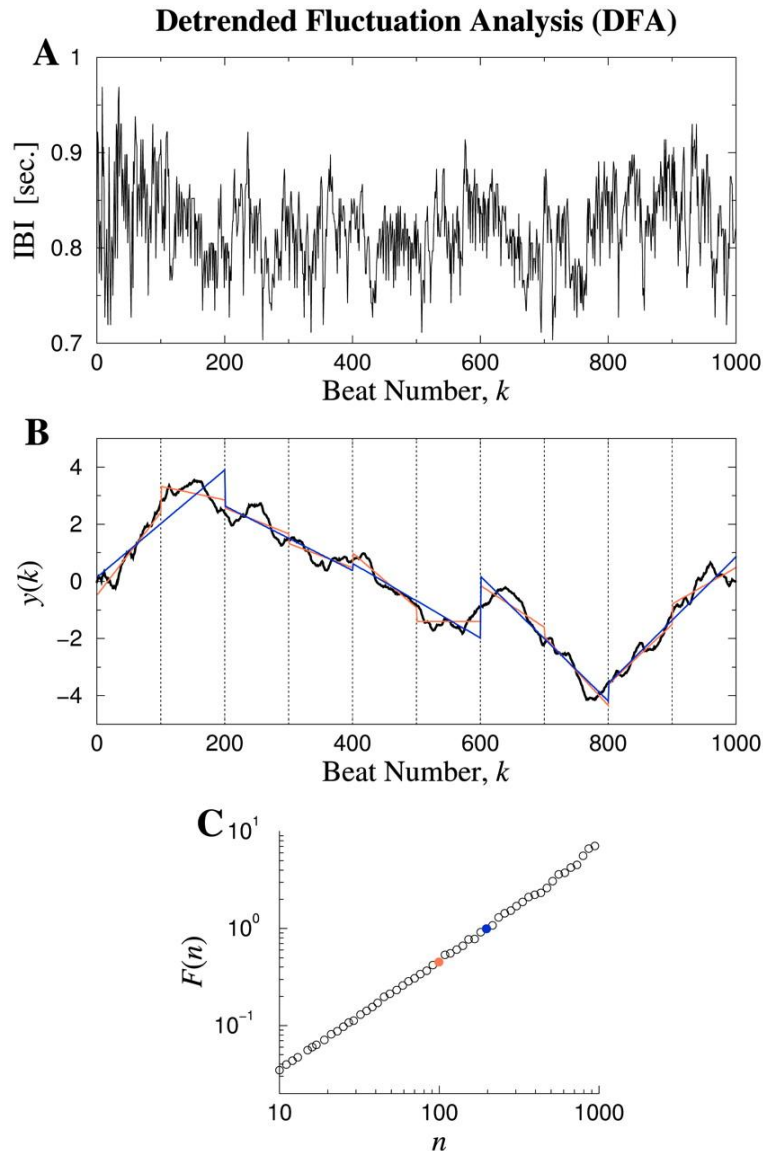 Detrended Fluctuation Analysis (DFA)
A
1
0.9
0.8
0.7
IBI [sec.]
0 200 400 600 800 1000
Beat Number, k
B
4
2
0
−2
−4
y(k)
0 200 400 600 800 1000
Beat Number, k
C
10¹
10⁰
10⁻¹
F(n)
10 100 1000
n